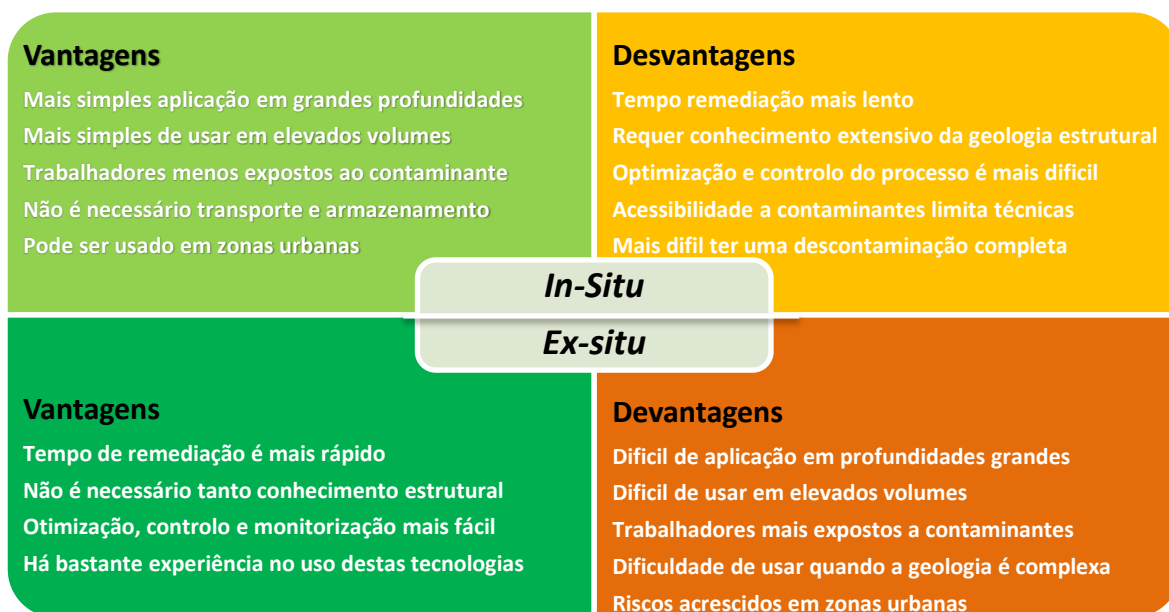 Vantagens
Mais simples aplicação em grandes profundidades
Mais simples de usar em elevados volumes
Trabalhadores menos expostos ao contaminante
Não é necessário transporte e armazenamento
Pode ser usado em zonas urbanas
Desvantagens
Tempo remediação mais lento
Requer conhecimento extensivo da geologia estrutural
Optimização e controlo do processo é mais dificil
Acessibilidade a contaminantes limita técnicas
Mais difil ter uma descontaminação completa
In-Situ
Ex-situ
Vantagens
Tempo de remediação é mais rápido
Não é necessário tanto conhecimento estrutural
Otimização, controlo e monitorização mais fácil
Há bastante experiência no uso destas tecnologias
Devantagens
Dificil de aplicação em profundidades grandes
Dificil de usar em elevados volumes
Trabalhadores mais expostos a contaminantes
Dificuldade de usar quando a geologia é complexa
Riscos acrescidos em zonas urbanas